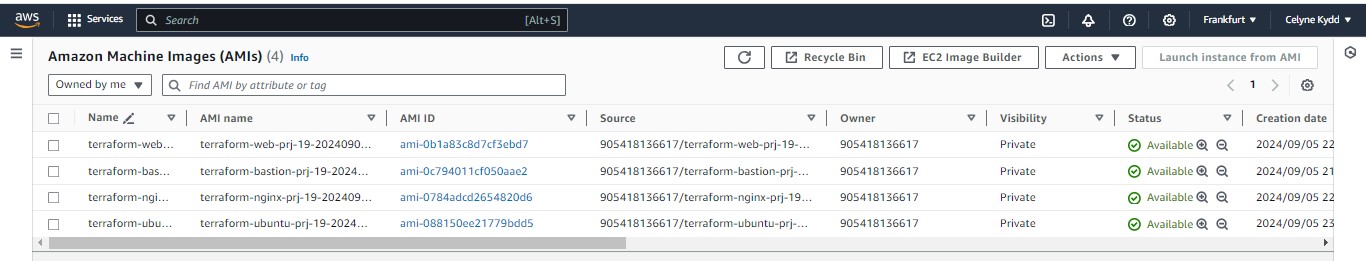 aws Services Search [Alt+S] Frankfurt Celyne Kydd
Amazon Machine Images (AMIs) (4) Info Recycle Bin EC2 Image Builder Actions Launch instance from AMI
Owned by me Find AMI by attribute or tag 1
Name AMI name AMI ID Source Owner Visibility Status Creation date
terraform-web... terraform-web-prj-19-2024090... ami-0b1a83c8d7cf3ebd7 905418136617/terraform-web-prj-19-... 905418136617 Private Available 2024/09/05 22
terraform-bas... terraform-bastion-prj-19-2024... ami-0c794011cf050aae2 905418136617/terraform-bastion-prj-... 905418136617 Private Available 2024/09/05 21
terraform-ngi... terraform-nginx-prj-19-202409... ami-0784adcd2654820d6 905418136617/terraform-nginx-prj-19... 905418136617 Private Available 2024/09/05 22
terraform-ubu... terraform-ubuntu-prj-19-2024... ami-088150ee21779bdd5 905418136617/terraform-ubuntu-prj-... 905418136617 Private Available 2024/09/05 23